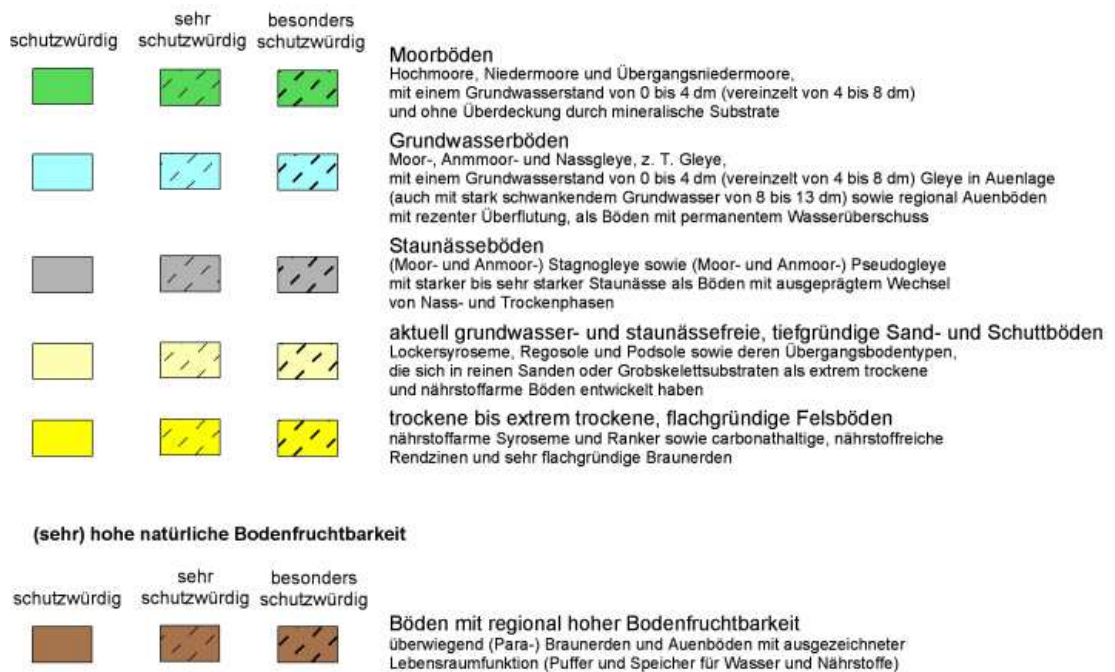 schutzwürdig sehr schutzwürdig besonders schutzwürdig
Moorböden
Hochmoore, Niedermoore und Übergangsniedermoore,
mit einem Grundwasserstand von 0 bis 4 dm (vereinzelt von 4 bis 8 dm)
und ohne Überdeckung durch mineralische Substrate
Grundwasserböden
Moor-, Anmmoor- und Nassgleye, z. T. Gleye,
mit einem Grundwasserstand von 0 bis 4 dm (vereinzelt von 4 bis 8 dm) Gleye in Auenlage
(auch mit stark schwankendem Grundwasser von 8 bis 13 dm) sowie regional Auenböden
mit rezenter Überflutung, als Böden mit permanentem Wasserüberschuss
Staunässeböden
(Moor- und Anmoor-) Stagnogleye sowie (Moor- und Anmoor-) Pseudogleye
mit starker bis sehr starker Staunässe als Böden mit ausgeprägtem Wechsel
von Nass- und Trockenphasen
aktuell grundwasser- und staunässefreie, tiefgründige Sand- und Schuttböden
Lockersyroseme, Regosole und Podsole sowie deren Übergangsbodentypen,
die sich in reinen Sanden oder Grobskelettsubstraten als extrem trockene
und nährstoffarme Böden entwickelt haben
trockene bis extrem trockene, flachgründige Felsböden
nährstoffarme Syroseme und Ranker sowie carbonathaltige, nährstoffreiche
Rendzinen und sehr flachgründige Braunerden
(sehr) hohe natürliche Bodenfruchtbarkeit
schutzwürdig sehr schutzwürdig besonders schutzwürdig
Böden mit regional hoher Bodenfruchtbarkeit
überwiegend (Para-) Braunerden und Auenböden mit ausgezeichneter
Lebensraumfunktion (Puffer und Speicher für Wasser und Nährstoffe)